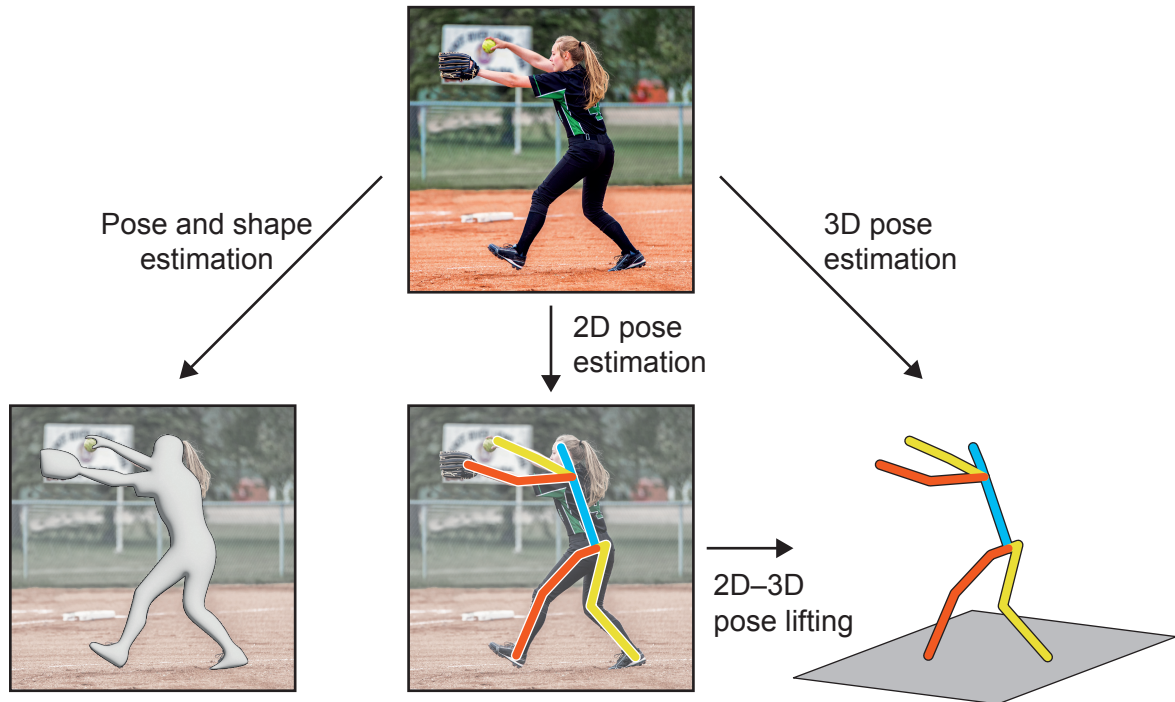 Pose and shape
estimation
3D pose
estimation
2D pose
estimation
2D–3D
pose lifting